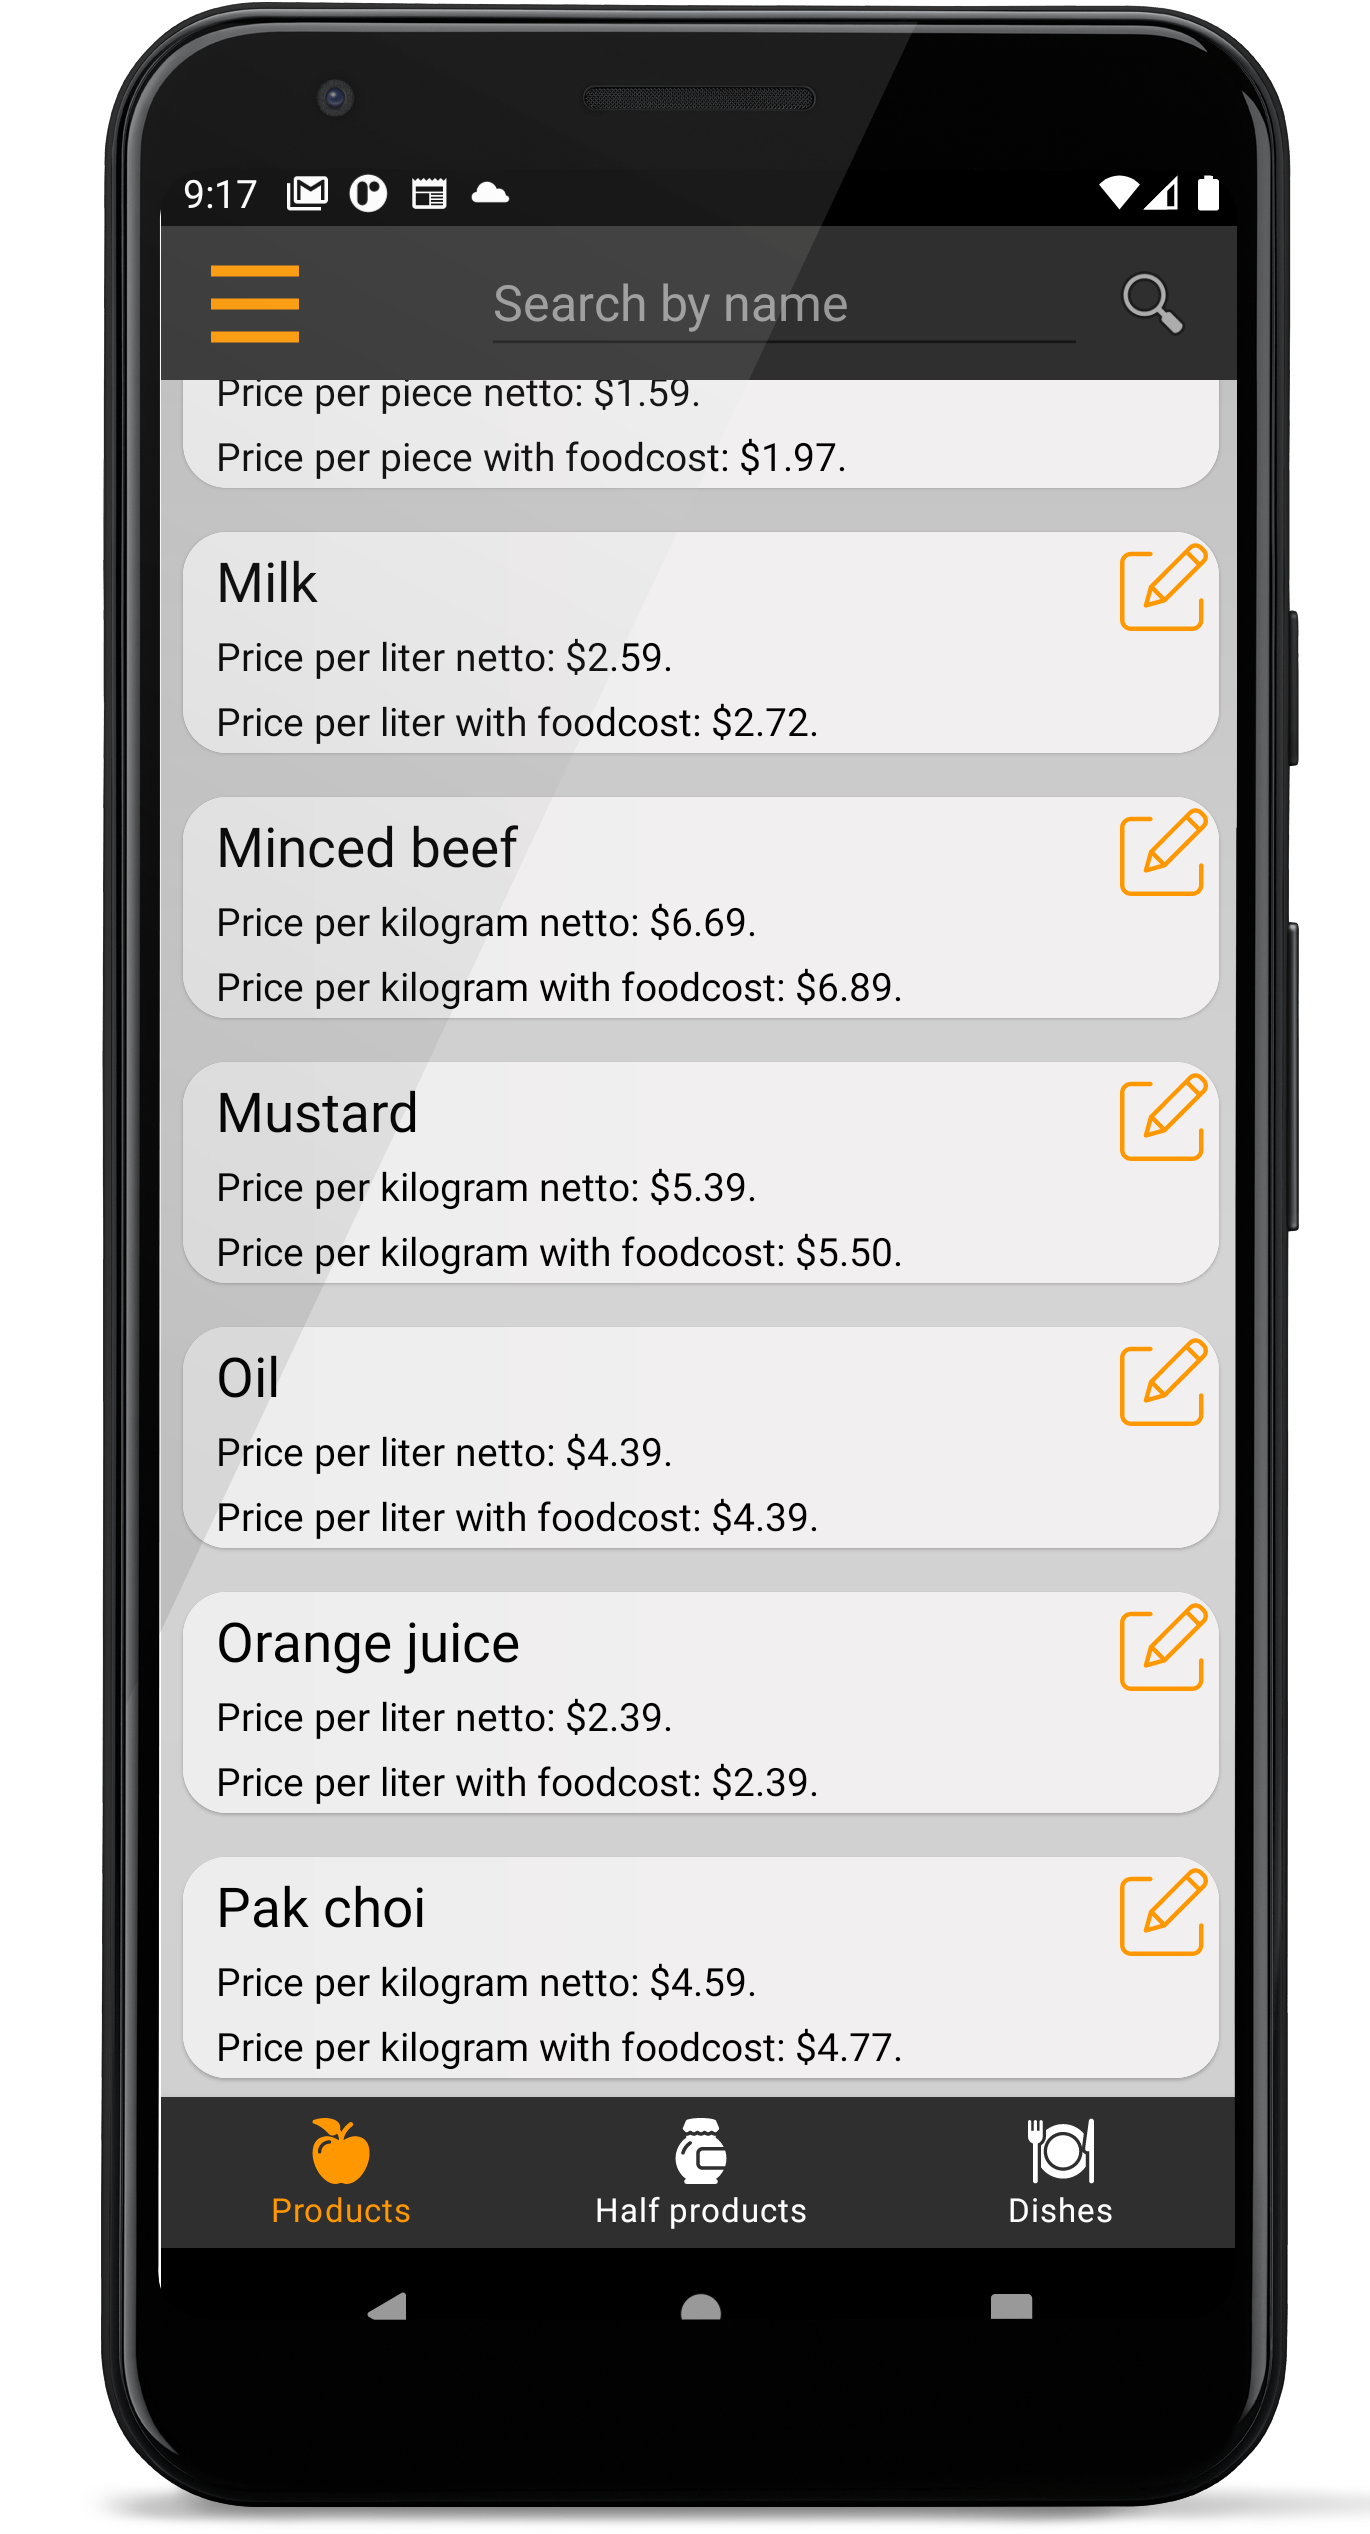 9:17
Search by name
Price per piece netto: $1.59.
Price per piece with foodcost: $1.97.
Milk
Price per liter netto: $2.59.
Price per liter with foodcost: $2.72.
Minced beef
Price per kilogram netto: $6.69.
Price per kilogram with foodcost: $6.89.
Mustard
Price per kilogram netto: $5.39.
Price per kilogram with foodcost: $5.50.
Oil
Price per liter netto: $4.39.
Price per liter with foodcost: $4.39.
Orange juice
Price per liter netto: $2.39.
Price per liter with foodcost: $2.39.
Pak choi
Price per kilogram netto: $4.59.
Price per kilogram with foodcost: $4.77.
Products Half products Dishes